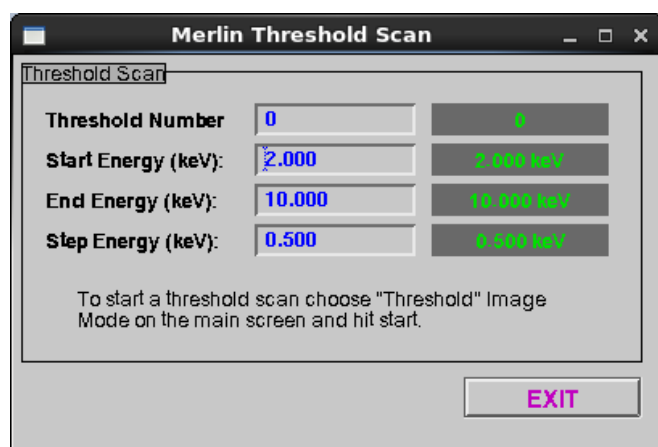 Merlin Threshold Scan
Threshold Scan
Threshold Number 0 0
Start Energy (keV): 2.000 2.000 keV
End Energy (keV): 10.000 10.000 keV
Step Energy (keV): 0.500 0.500 keV
To start a threshold scan choose "Threshold" Image
Mode on the main screen and hit start.
EXIT